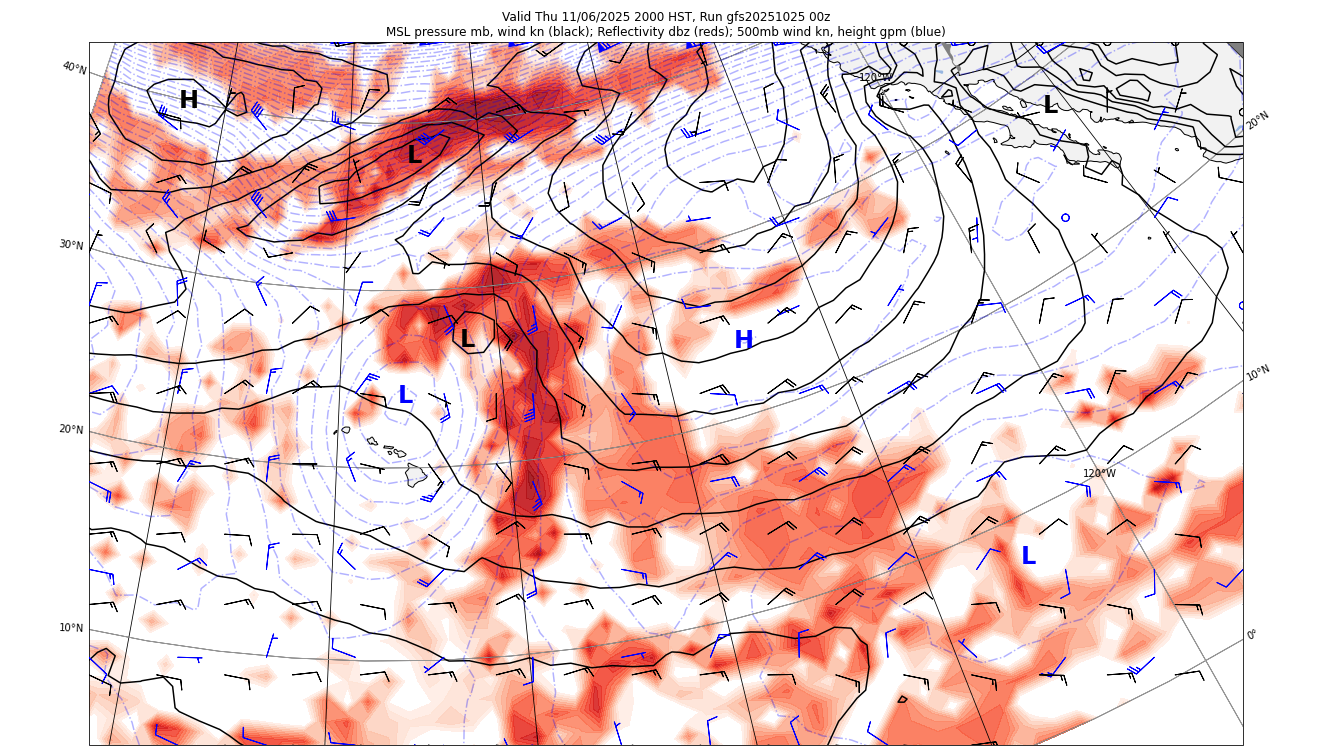 Valid Thu 11/06/2025 2000 HST, Run gfs20251025 00z
MSL pressure mb, wind kn (black); Reflectivity dbz (reds); 500mb wind kn, height gpm (blue)
40°N
120°W
H
L
L
20°N
30°N
L
H
L
10°N
20°N
120°W
L
10°N
0°